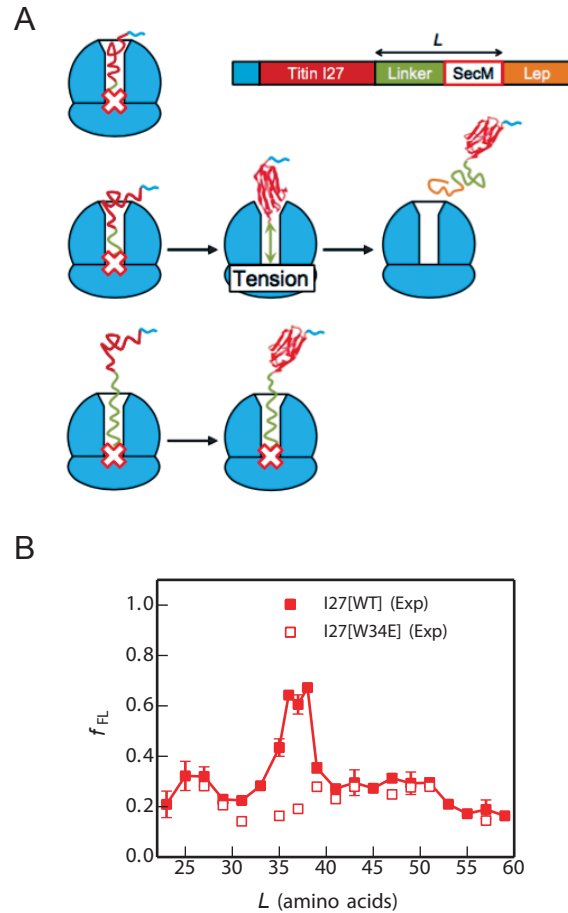 A
L
Titin I27 Linker SecM Lep
Tension
B
I27[WT] (Exp)
I27[W34E] (Exp)
1.0
0.8
0.6
0.4
0.2
0.0
f FL
25 30 35 40 45 50 55 60
L (amino acids)